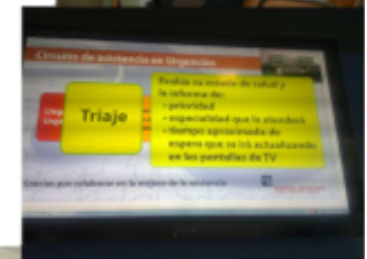 Circuito de asistencia en Urgencias
Triaje
Evalúa su estado de salud y
le informa de:
- prioridad
- especialidad que le atenderá
- tiempo aproximado de
espera que se irá actualizando
en las pantallas de TV
Gracias por colaborar en la mejora de la asistencia